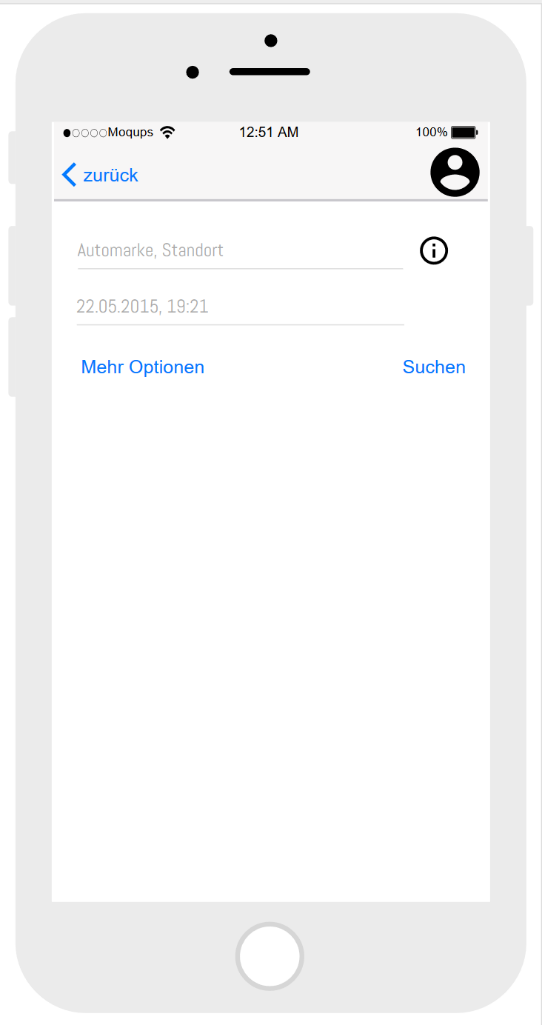 Moqups 12:51 AM 100%
zurück
Automarke, Standort
22.05.2015, 19:21
Mehr Optionen Suchen